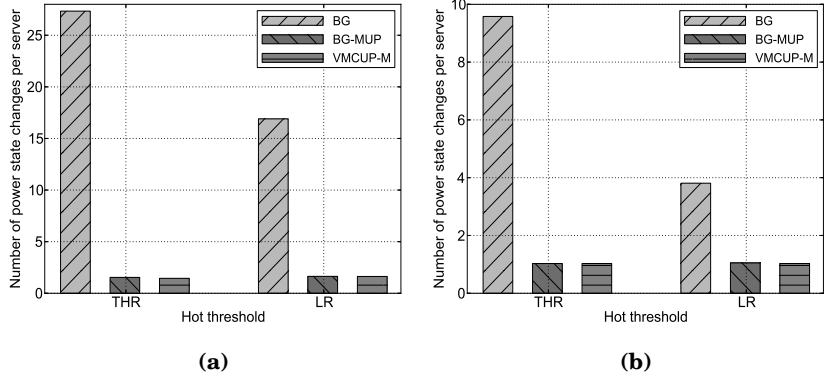 Number of power state changes per server
25
20
15
10
5
0
BG
BG-MUP
VMCUP-M
THR
LR
Hot threshold
(a)
Number of power state changes per server
10
8
6
4
2
0
BG
BG-MUP
VMCUP-M
THR
LR
Hot threshold
(b)